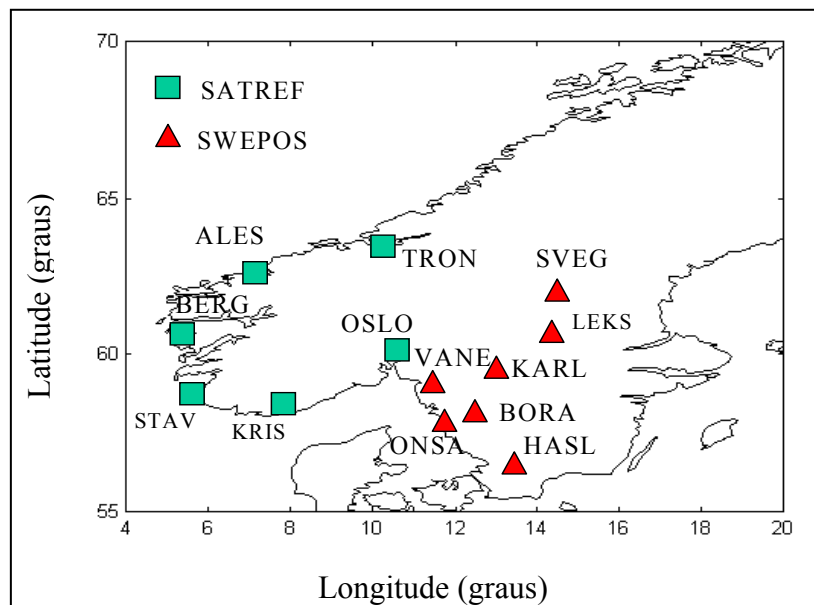 70
SATREF
SWEPOS
65
ALES
TRON
SVEG
BERG
LEKS
OSLO
60
VANE
KARL
STAV
KRIS
BORA
ONSA
HASL
55
4 6 8 10 12 14 16 18 20
Latitude (graus)
Longitude (graus)